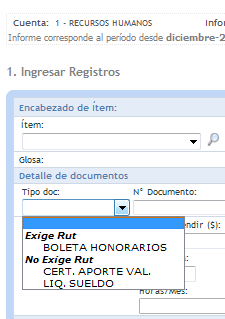 Cuenta: 1 - RECURSOS HUMANOS Infor
Informe corresponde al período desde diciembre-2
1. Ingresar Registros
Encabezado de Ítem:
Ítem:
Glosa:
Detalle de documentos
Tipo doc: N° Documento:
endir ($):
Exige Rut
BOLETA HONORARIOS
No Exige Rut
CERT. APORTE VAL.
LIQ. SUELDO
Horas/Mes: